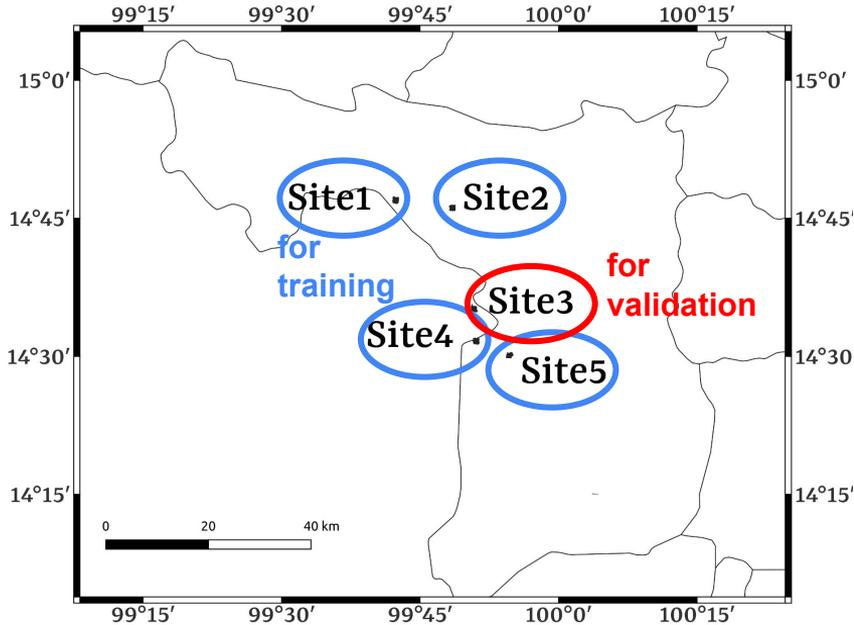 99°15′ 99°30′ 99°45′ 100°0′ 100°15′
15°0′ 15°0′
Site1 Site2
14°45′ 14°45′
for
training
for
validation
Site3
Site4
14°30′ 14°30
Site5
14°15′ 14°15′
0 20 40 km
99°15′ 99°30′ 99°45′ 100°0′ 100°15′